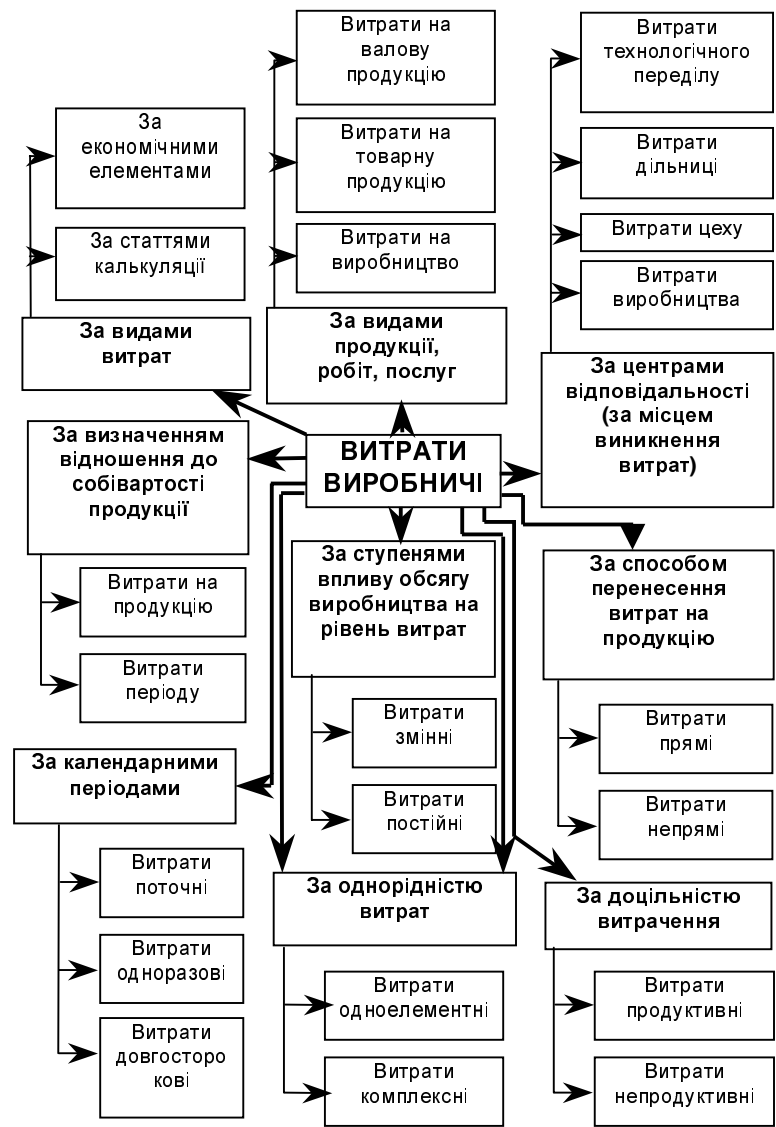 Витрати на
валову
продукцію
Витрати на
товарну
продукцію
Витрати на
виробництво
Витрати
технологічного
переділу
Витрати
дільниці
Витрати цеху
Витрати
виробництва
За
економічними
елементами
За статтями
калькуляції
За видами
витрат
За видами
продукції,
робіт, послуг
За центрами
відповідальності
(за місцем
виникнення
витрат)
ВИТРАТИ
ВИРОБНИЧІ
За визначенням
відношення до
собівартості
продукції
Витрати на
продукцію
Витрати
періоду
За ступенями
впливу обсягу
виробництва на
рівень витрат
Витрати
змінні
Витрати
постійні
За способом
перенесення
витрат на
продукцію
Витрати
прямі
Витрати
непрямі
За календарними
періодами
Витрати
поточні
Витрати
одноразові
Витрати
довгосторо
кові
За однорідністю
витрат
Витрати
одноелементні
Витрати
комплексні
За доцільністю
витрачення
Витрати
продуктивні
Витрати
непродуктивні